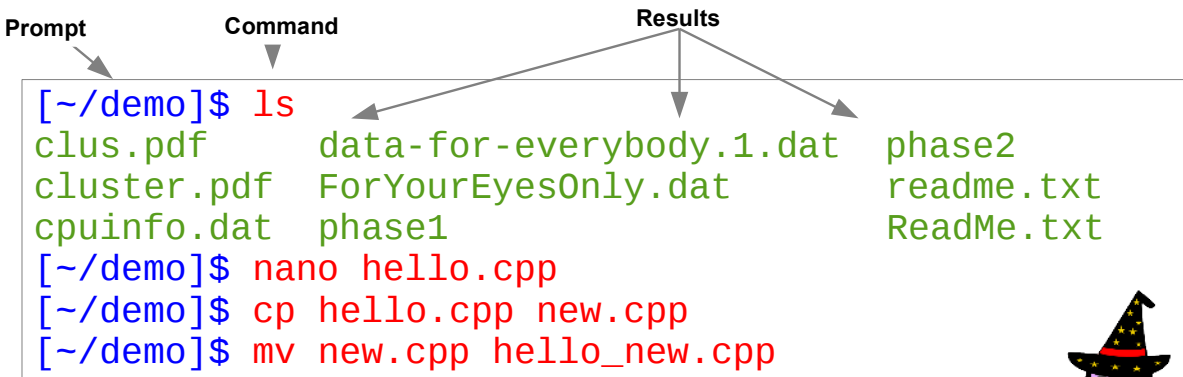 Prompt Command Results
[~/demo]$ ls
clus.pdf data-for-everybody.1.dat phase2
cluster.pdf ForYourEyesOnly.dat readme.txt
cpuinfo.dat phase1 ReadMe.txt
[~/demo]$ nano hello.cpp
[~/demo]$ cp hello.cpp new.cpp
[~/demo]$ mv new.cpp hello_new.cpp